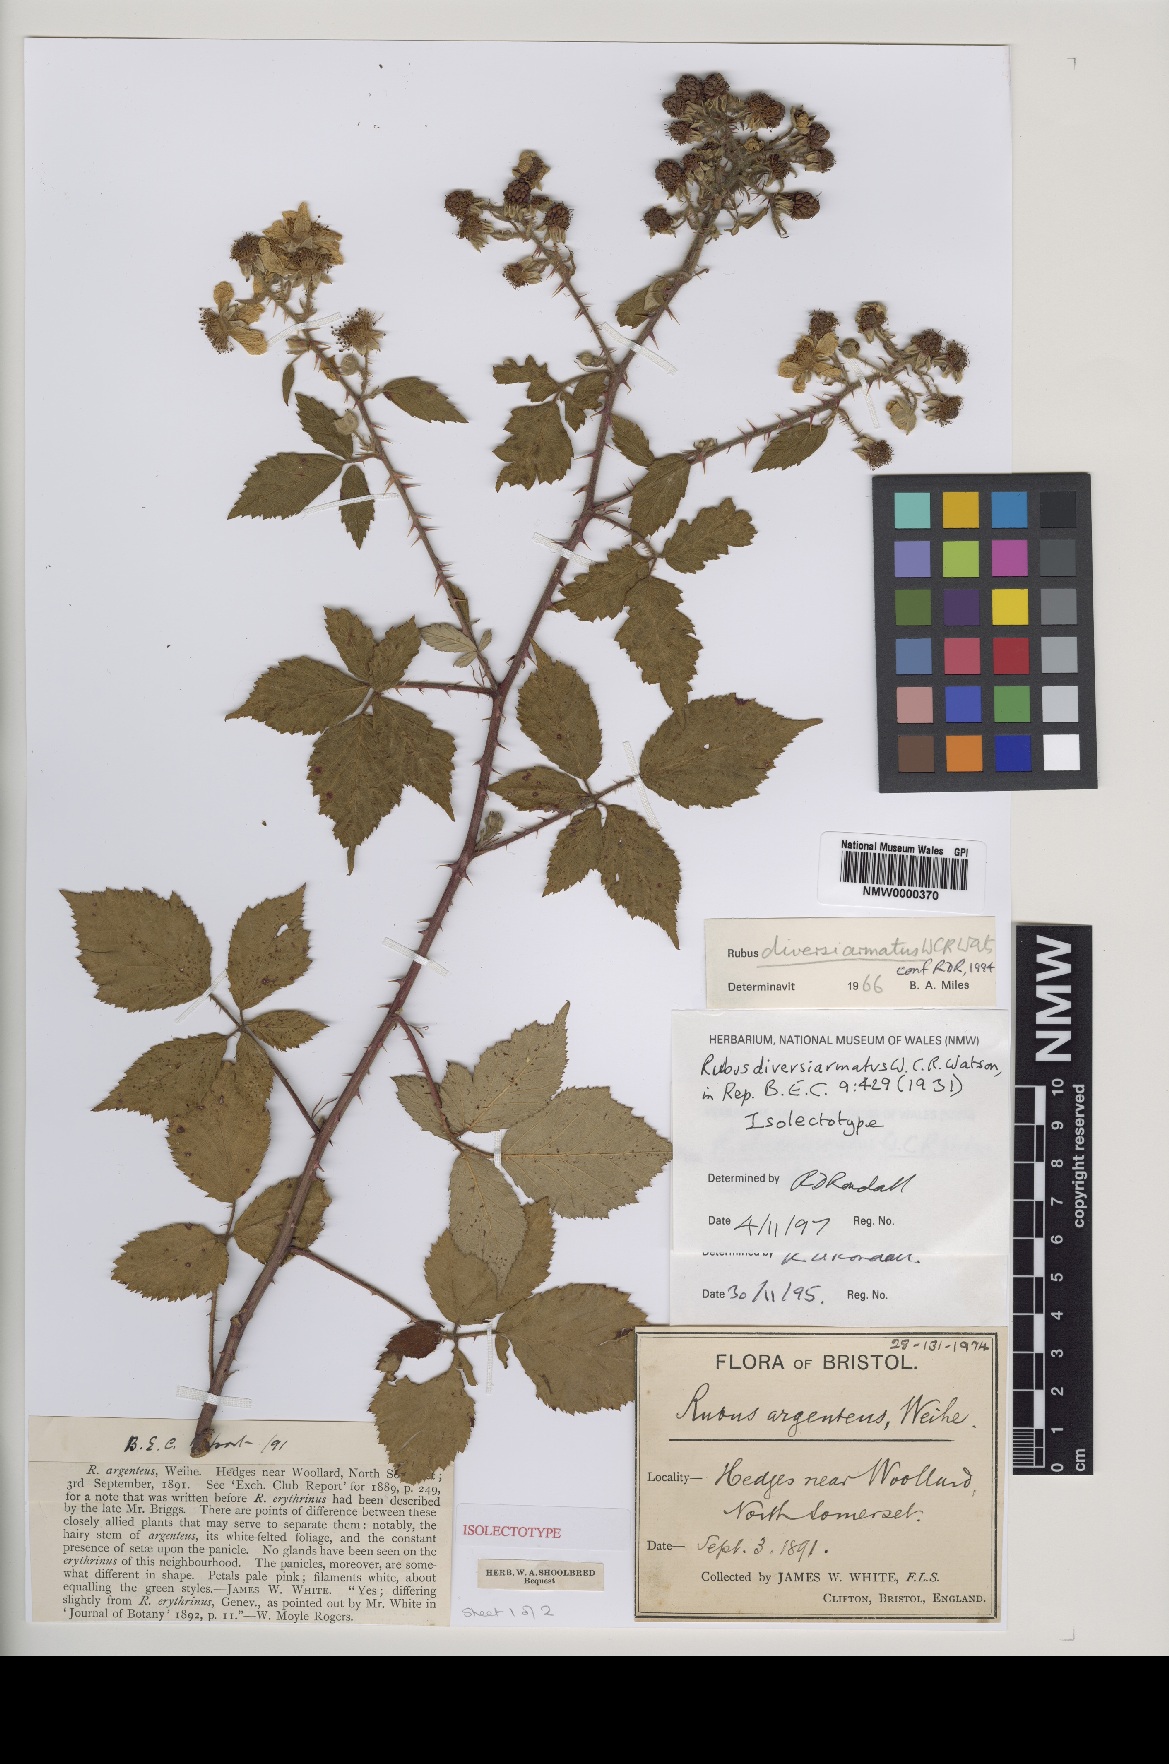 National Museum Wales GPI
NMW0000370
Rubus diversiarmatus W.C.R. Wats
conf RDR, 1994
Determinavit 1966 B. A. Miles
HERBARIUM, NATIONAL MUSEUM OF WALES (NMW)
Rubus diversiarmatus W. C. R. Watson,
in Rep. B.E.C. 9:429 (1931)
Isolectotype
Determined by RDRandall
Date 4/11/97 Reg. No.
Determined by R. D Randall.
Date 30/11/95. Reg. No.
28-131-1974
FLORA OF BRISTOL.
Rubus argenteus, Weihe.
Locality— Hedges near Woollard,
North Somerset.
Date— Sept. 3. 1891.
Collected by JAMES W. WHITE, F.L.S.
CLIFTON, BRISTOL, ENGLAND.
B. E. C. /91
R. argenteus, Weihe. Hedges near Woollard, North
3rd September, 1891. See 'Exch. Club Report' for 1889, p. 249,
for a note that was written before R. erythrinus had been described
by the late Mr. Briggs. There are points of difference between these
closely allied plants that may serve to separate them: notably, the
hairy stem of argenteus, its white-felted foliage, and the constant
presence of setæ upon the panicle. No glands have been seen on the
erythrinus of this neighbourhood. The panicles, moreover, are some-
what different in shape. Petals pale pink; filaments white, about
equalling the green styles.—JAMES W. WHITE. "Yes; differing
slightly from R. erythrinus, Genev., as pointed out by Mr. White in
'Journal of Botany' 1892, p. 11."—W. Moyle Rogers.
ISOLECTOTYPE
HERB. W. A. SHOOLBRED
Bequest
Sheet 1 of 2
NMW
0 1 2 3 4 5 6 7 8 9 10
cm
copyright reserved